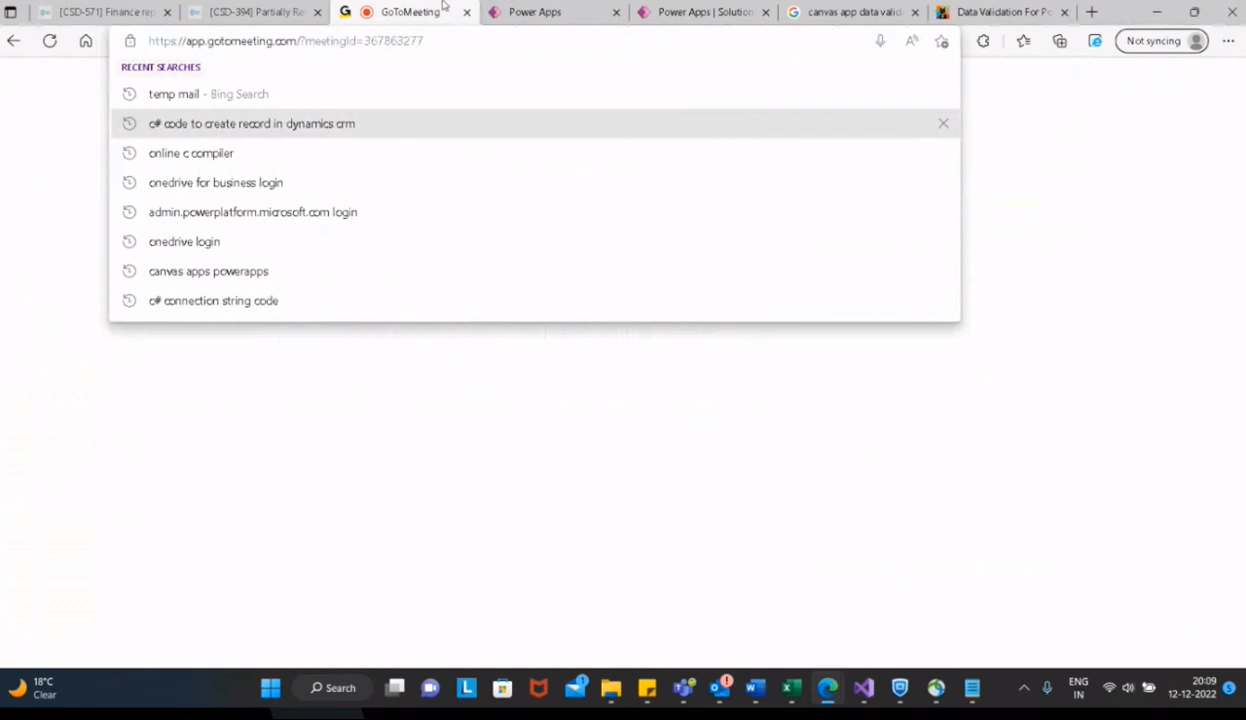 [CSD-571] Finance rep
[CSD-394] Partially Re
G GoToMeeting
Power Apps
Power Apps | Solution
canvas app data valid
Data Validation For Po
https://app.gotomeeting.com/?meetingId=367863277
Not syncing
RECENT SEARCHES
temp mail - Bing Search
c# code to create record in dynamics crm
online c compiler
onedrive for business login
admin.powerplatform.microsoft.com login
onedrive login
canvas apps powerapps
c# connection string code
18°C
Clear
Search
ENG
IN
20:09
12-12-2022
5